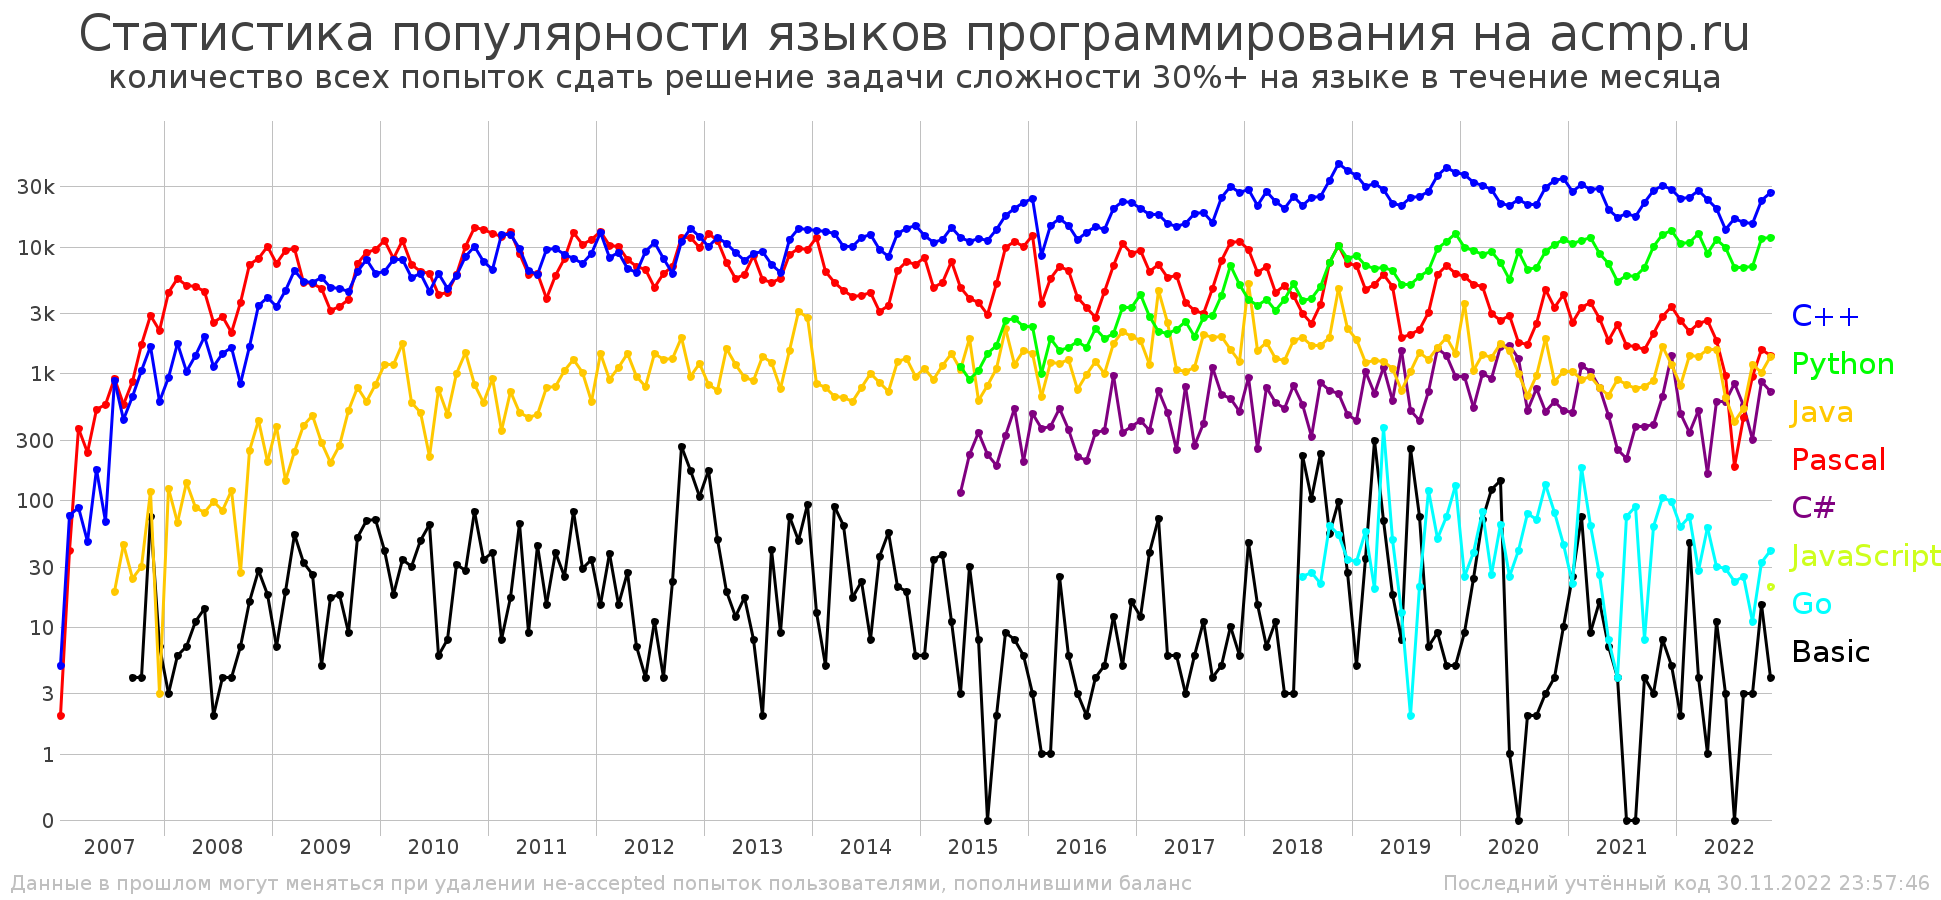 Статистика популярности языков программирования на acmp.ru
количество всех попыток сдать решение задачи сложности 30%+ на языке в течение месяца
30k
10k
3k
1k
300
100
30
10
3
1
0
C++
Python
Java
Pascal
C#
JavaScript
Go
Basic
2007 2008 2009 2010 2011 2012 2013 2014 2015 2016 2017 2018 2019 2020 2021 2022
Данные в прошлом могут меняться при удалении не-accepted попыток пользователями, пополнившими баланс
Последний учтённый код 30.11.2022 23:57:46